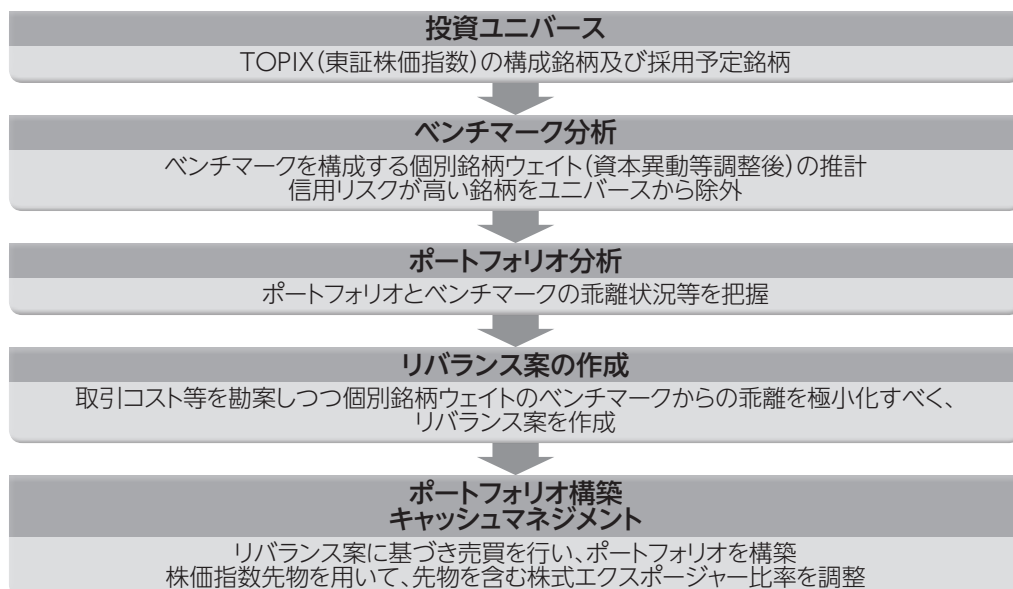 投資ユニバース
TOPIX(東証株価指数)の構成銘柄及び採用予定銘柄
ベンチマーク分析
ベンチマークを構成する個別銘柄ウェイト(資本異動等調整後)の推計
信用リスクが高い銘柄をユニバースから除外
ポートフォリオ分析
ポートフォリオとベンチマークの乖離状況等を把握
リバランス案の作成
取引コスト等を勘案しつつ個別銘柄ウェイトのベンチマークからの乖離を極小化すべく、
リバランス案を作成
ポートフォリオ構築
キャッシュマネジメント
リバランス案に基づき売買を行い、ポートフォリオを構築
株価指数先物を用いて、先物を含む株式エクスポージャー比率を調整